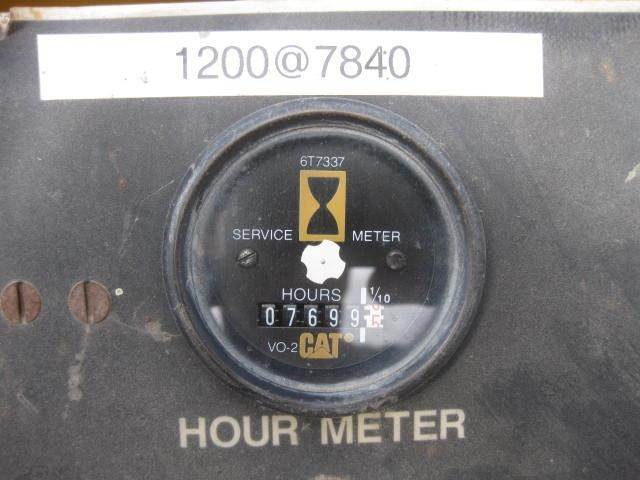 1200@7840
6T7337
SERVICE METER
HOURS 1/10
07699
VO-2 CAT®
HOUR METER